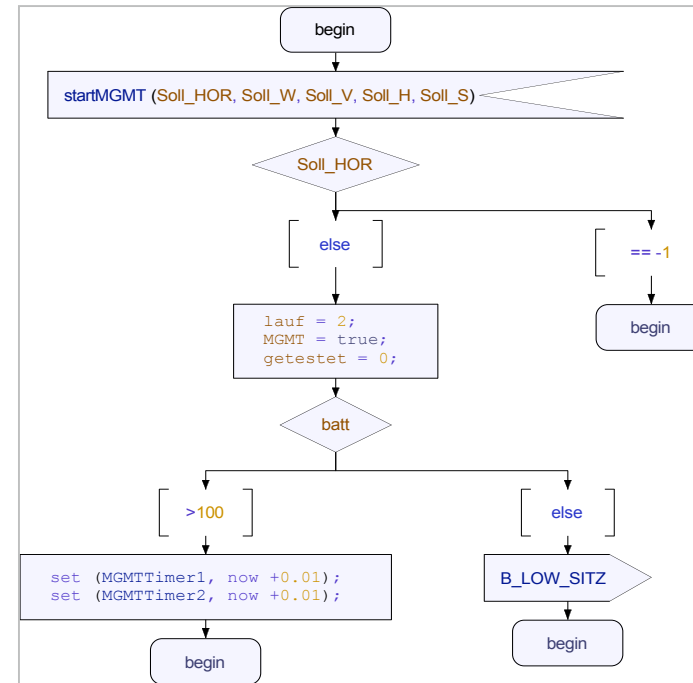 begin
startMGMT (Soll_HOR, Soll_W, Soll_V, Soll_H, Soll_S)
Soll_HOR
else
== -1
begin
lauf = 2;
MGMT = true;
getestet = 0;
batt
>100
else
set (MGMTTimer1, now +0.01);
set (MGMTTimer2, now +0.01);
B_LOW_SITZ
begin
begin